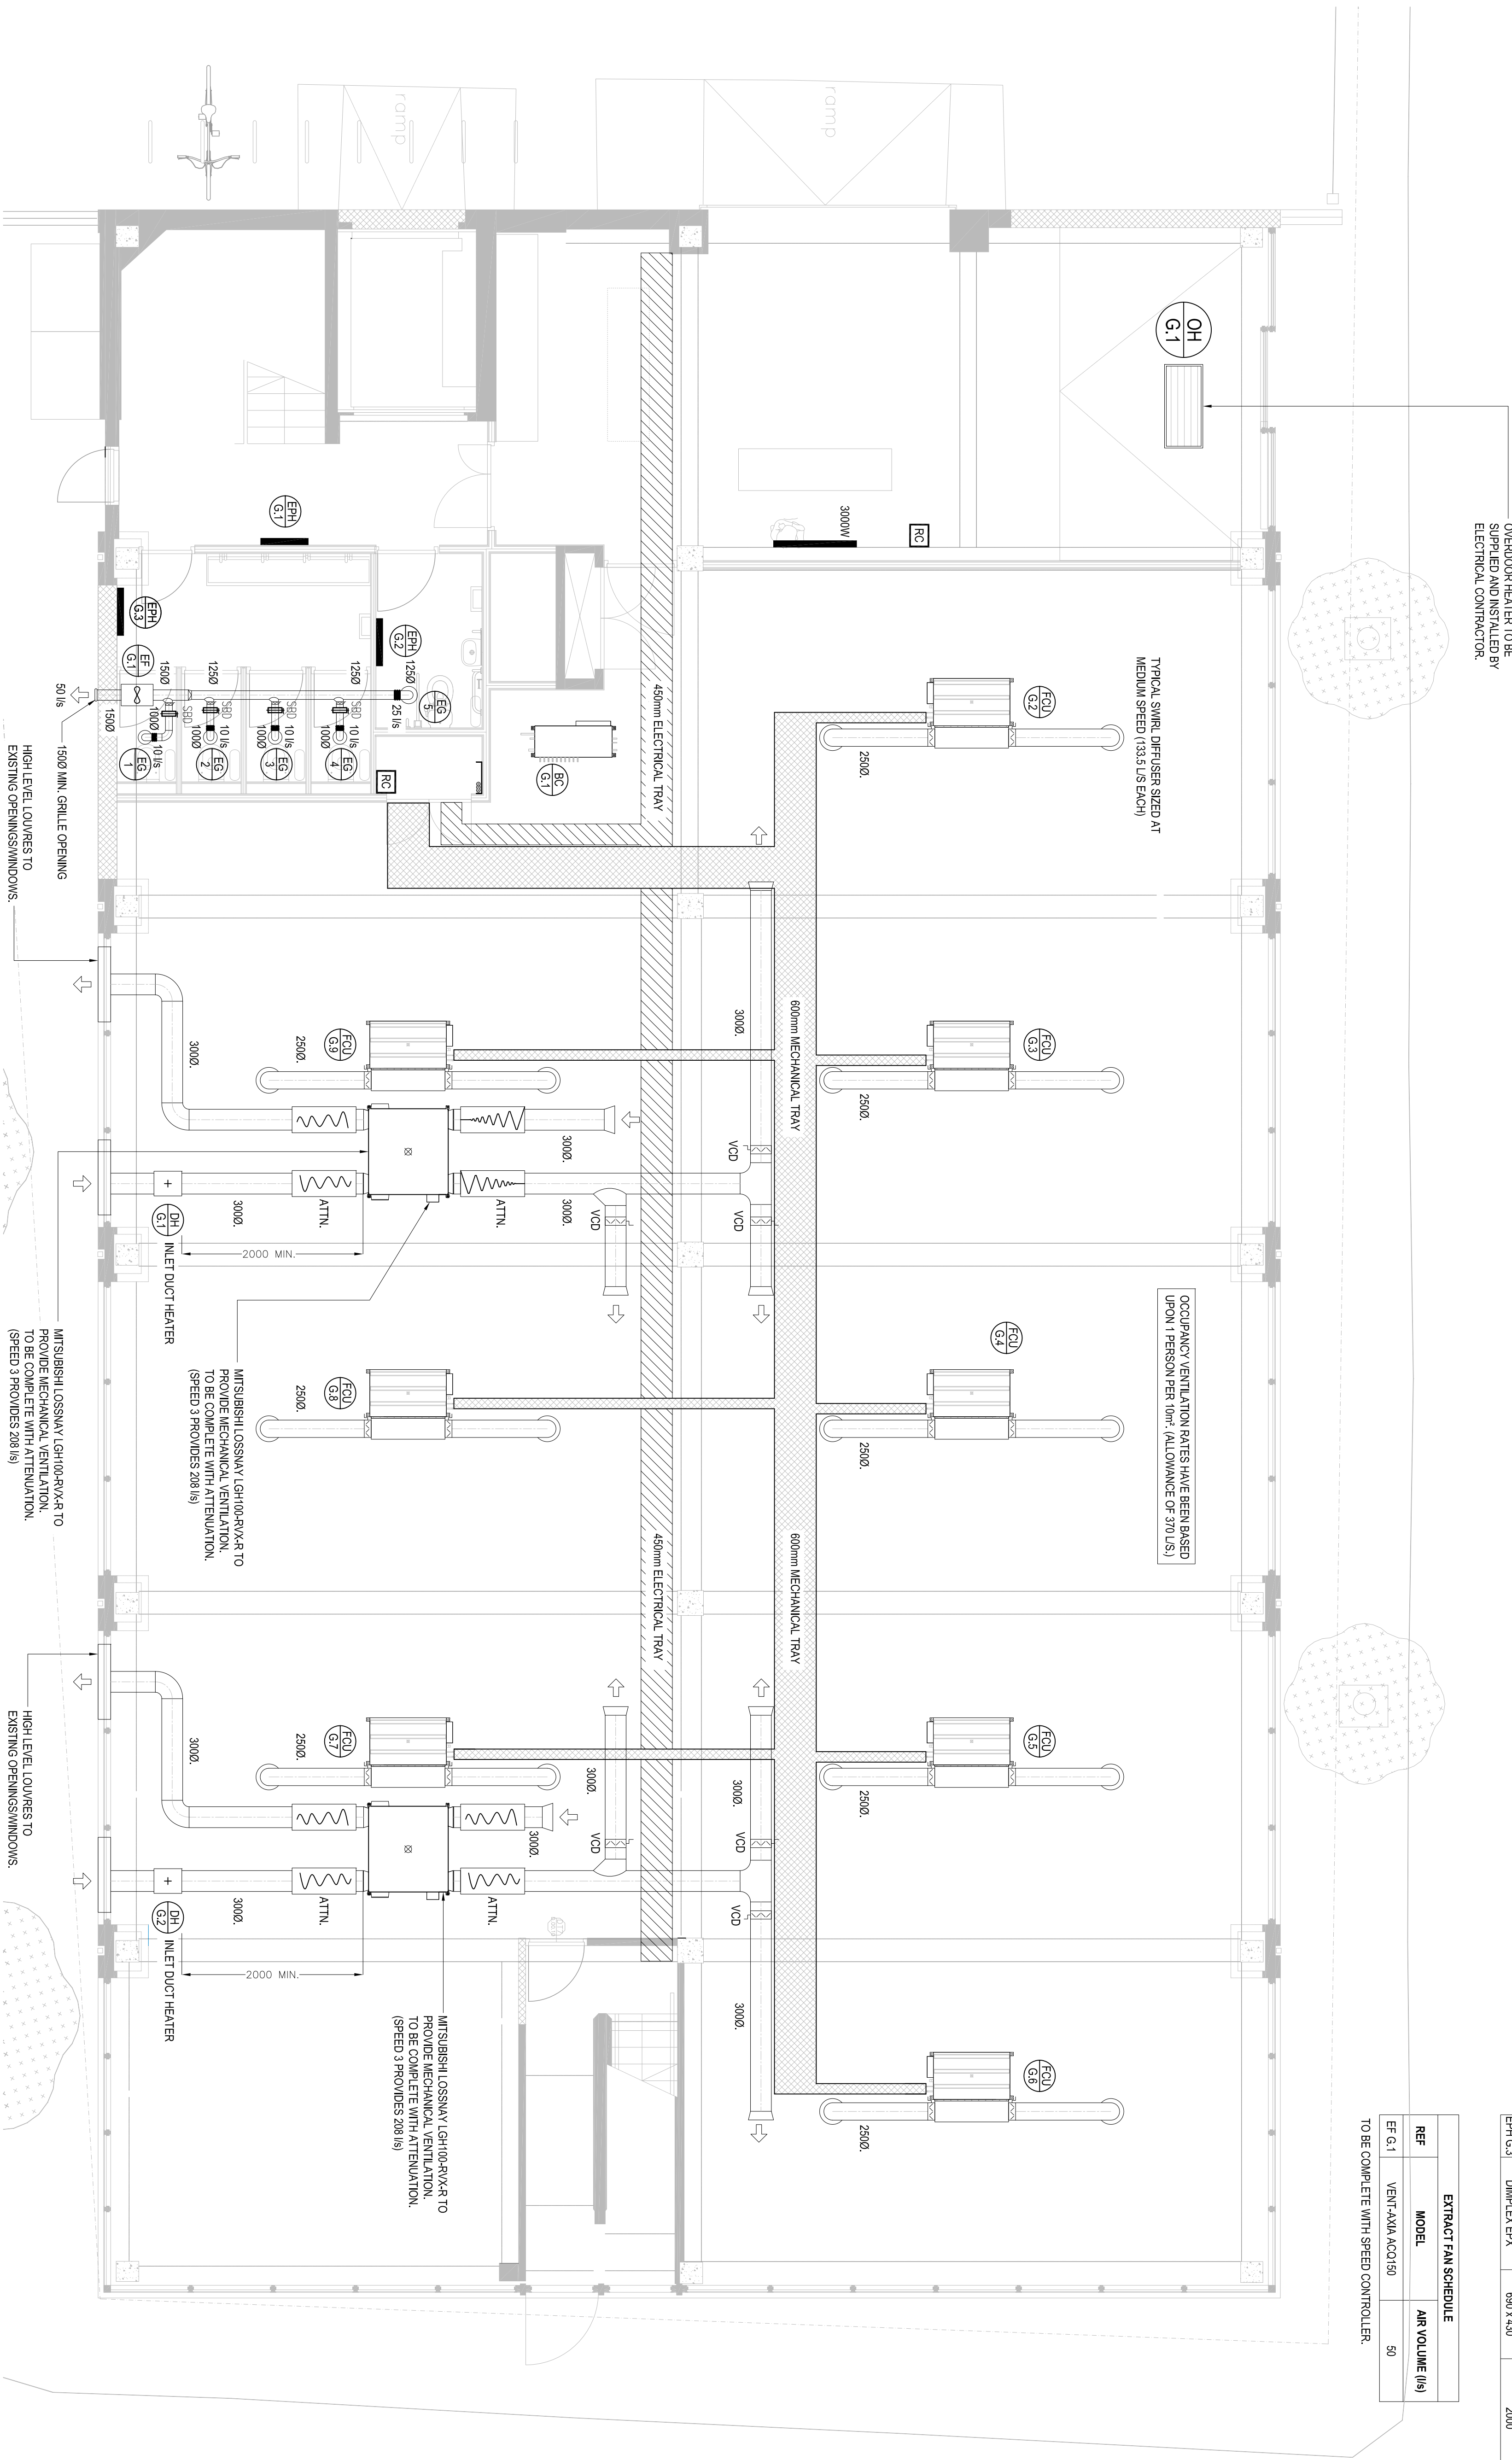 OVERDOOR HEATER TO BE
SUPPLIED AND INSTALLED BY
ELECTRICAL CONTRACTOR.
EPH G.3
DIMPLEX EPX
690 x 430
2000
EXTRACT FAN SCHEDULE
REF
MODEL
AIR VOLUME (l/s)
EF G.1
VENT-AXIA ACQ150
50
TO BE COMPLETE WITH SPEED CONTROLLER.
ramp
ramp
OH
G.1
3000W
RC
TYPICAL SWIRL DIFFUSER SIZED AT
MEDIUM SPEED (133.5 L/S EACH)
OCCUPANCY VENTILATION RATES HAVE BEEN BASED
UPON 1 PERSON PER 10m². (ALLOWANCE OF 370 L/S.)
FCU
G.2
250Ø.
FCU
G.3
250Ø.
FCU
G.4
250Ø.
FCU
G.5
250Ø.
FCU
G.6
250Ø.
600mm MECHANICAL TRAY
600mm MECHANICAL TRAY
300Ø.
VCD
VCD
300Ø.
VCD
VCD
300Ø.
450mm ELECTRICAL TRAY
450mm ELECTRICAL TRAY
BC
G.1
RC
EPH
G.1
EPH
G.2
EPH
G.3
EF
G.1
125Ø
25 l/s
EG
5
125Ø
SBD
10 l/s
100Ø
EG
4
SBD
10 l/s
100Ø
EG
3
125Ø
SBD
10 l/s
100Ø
EG
2
150Ø
100Ø
10 l/s
EG
1
150Ø
50 l/s
150Ø MIN. GRILLE OPENING
HIGH LEVEL LOUVRES TO
EXISTING OPENINGS/WINDOWS.
FCU
G.9
250Ø.
300Ø.
300Ø.
ATTN.
300Ø.
VCD
ATTN.
300Ø.
DH
G.1
INLET DUCT HEATER
2000 MIN.
MITSUBISHI LOSSNAY LGH100-RVX-R TO
PROVIDE MECHANICAL VENTILATION.
TO BE COMPLETE WITH ATTENUATION.
(SPEED 3 PROVIDES 208 l/s)
MITSUBISHI LOSSNAY LGH100-RVX-R TO
PROVIDE MECHANICAL VENTILATION.
TO BE COMPLETE WITH ATTENUATION.
(SPEED 3 PROVIDES 208 l/s)
FCU
G.8
250Ø.
FCU
G.7
250Ø.
300Ø.
300Ø.
VCD
300Ø.
ATTN.
ATTN.
300Ø.
DH
G.2
INLET DUCT HEATER
2000 MIN.
MITSUBISHI LOSSNAY LGH100-RVX-R TO
PROVIDE MECHANICAL VENTILATION.
TO BE COMPLETE WITH ATTENUATION.
(SPEED 3 PROVIDES 208 l/s)
HIGH LEVEL LOUVRES TO
EXISTING OPENINGS/WINDOWS.